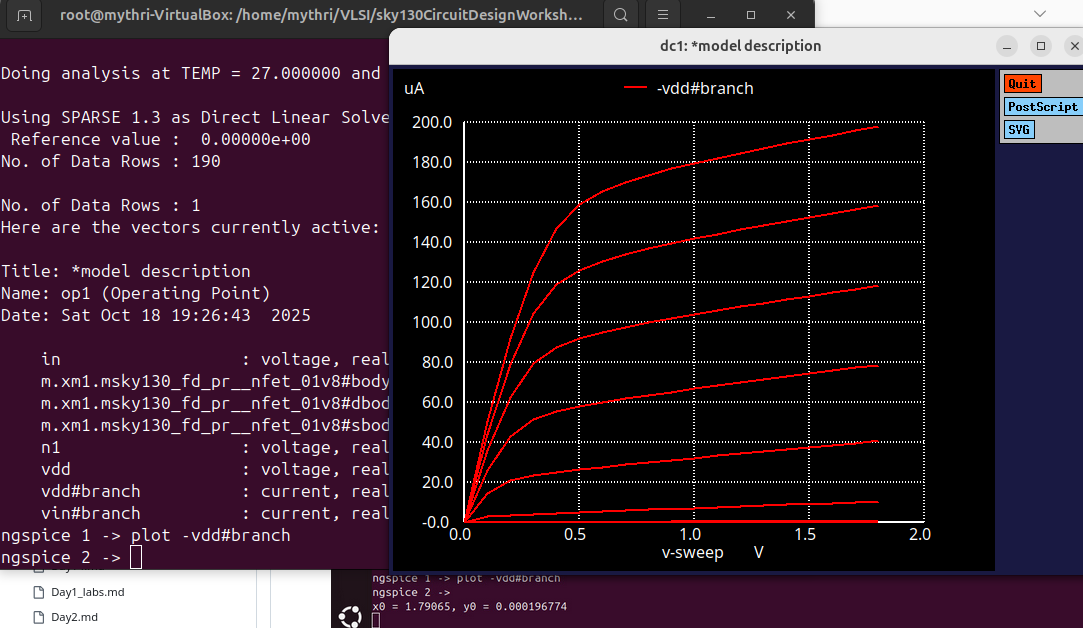 root@mythri-VirtualBox: /home/mythri/VLSI/sky130CircuitDesignWorksh...
Doing analysis at TEMP = 27.000000 and
Using SPARSE 1.3 as Direct Linear Solve
Reference value :  0.00000e+00
No. of Data Rows : 190
No. of Data Rows : 1
Here are the vectors currently active:
Title: *model description
Name: op1 (Operating Point)
Date: Sat Oct 18 19:26:43  2025
in : voltage, real
m.xm1.msky130_fd_pr__nfet_01v8#body
m.xm1.msky130_fd_pr__nfet_01v8#dbod
m.xm1.msky130_fd_pr__nfet_01v8#sbod
n1 : voltage, real
vdd : voltage, real
vdd#branch : current, real
vin#branch : current, real
ngspice 1 -> plot -vdd#branch
ngspice 2 ->
dc1: *model description
Quit
PostScript
SVG
uA
-vdd#branch
200.0
180.0
160.0
140.0
120.0
100.0
80.0
60.0
40.0
20.0
-0.0
0.0 0.5 1.0 1.5 2.0
v-sweep V
Day1_labs.md
Day2.md
ngspice 1 -> plot -vdd#branch
ngspice 2 ->
x0 = 1.79065, y0 = 0.000196774